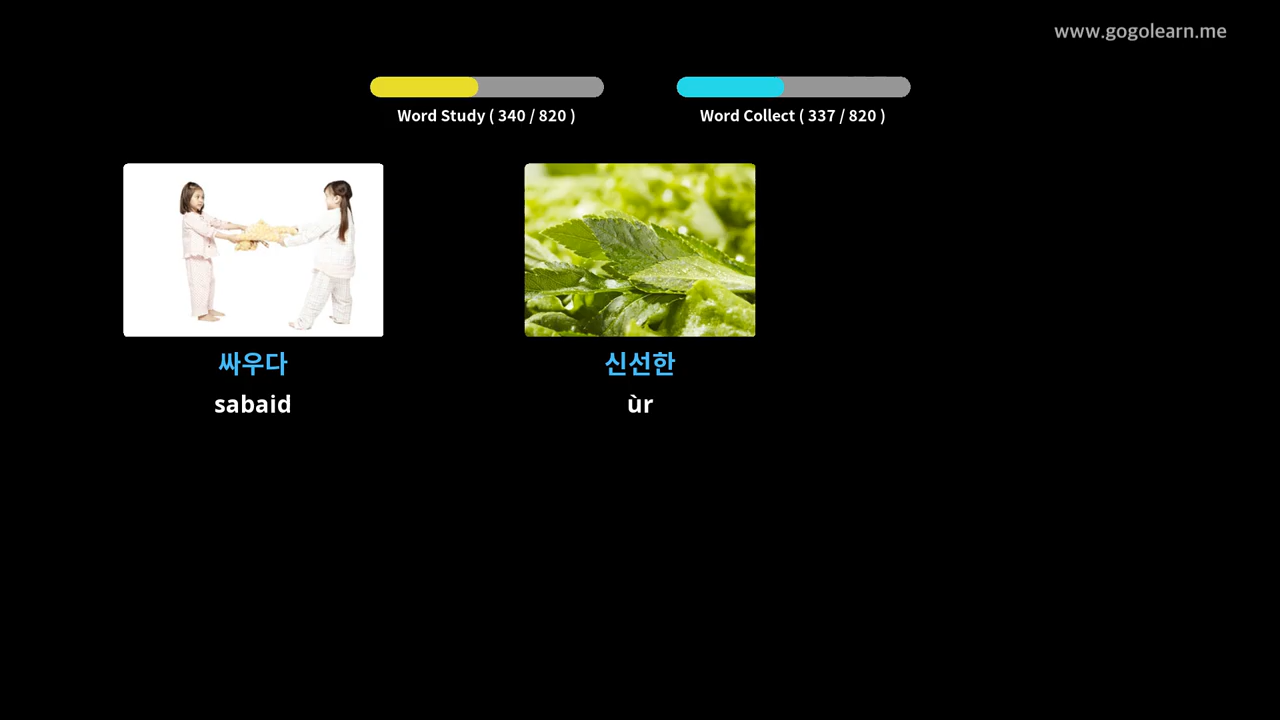 www.gogolearn.me
Word Study ( 340 / 820 )
Word Collect ( 337 / 820 )
싸우다
sabaid
신선한
ùr